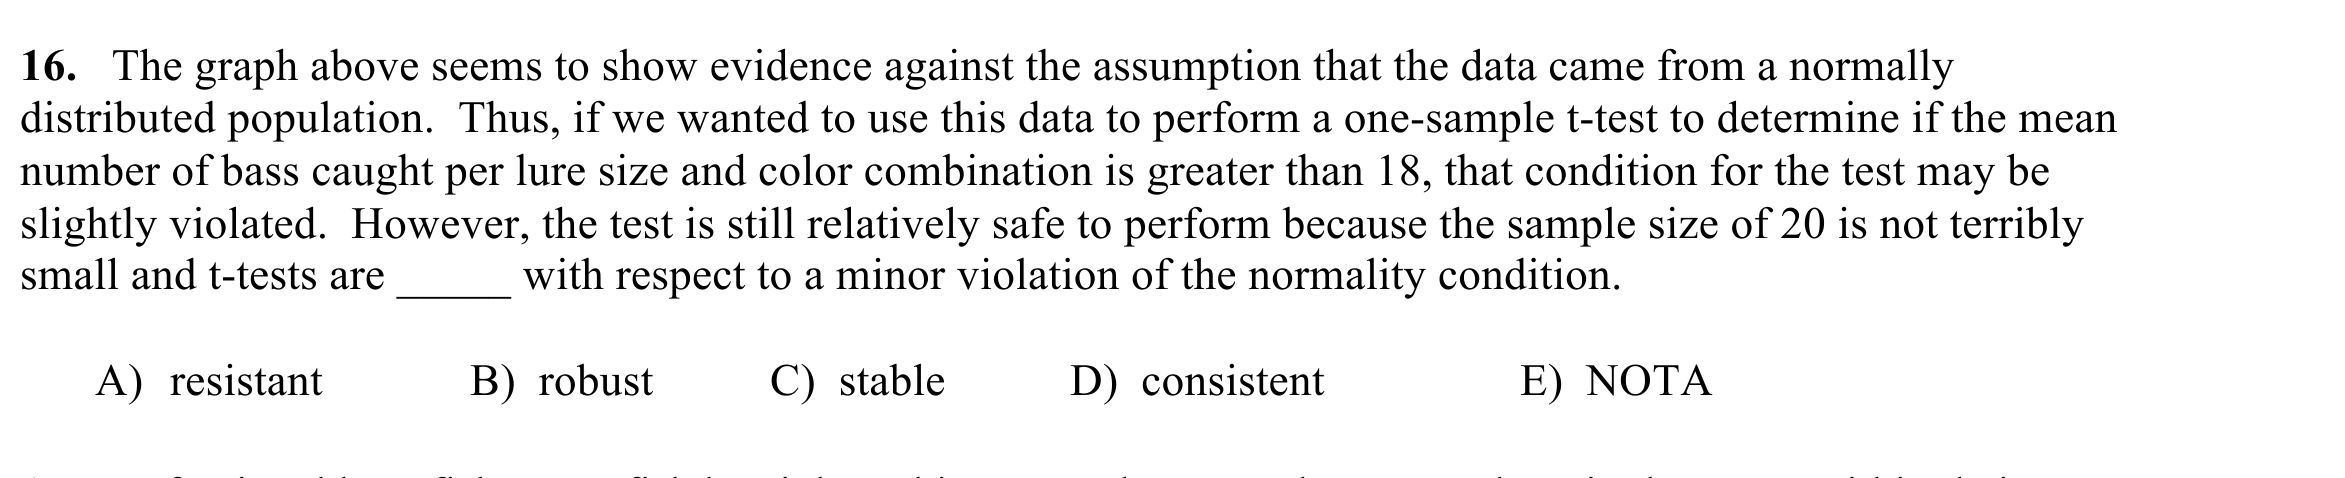 16. The graph above seems to show evidence against the assumption that the data came from a normally
distributed population. Thus, if we wanted to use this data to perform a one-sample t-test to determine if the mean
number of bass caught per lure size and color combination is greater than 18, that condition for the test may be
slightly violated. However, the test is still relatively safe to perform because the sample size of 20 is not terribly
small and t-tests are _____ with respect to a minor violation of the normality condition.
A) resistant B) robust C) stable D) consistent E) NOTA